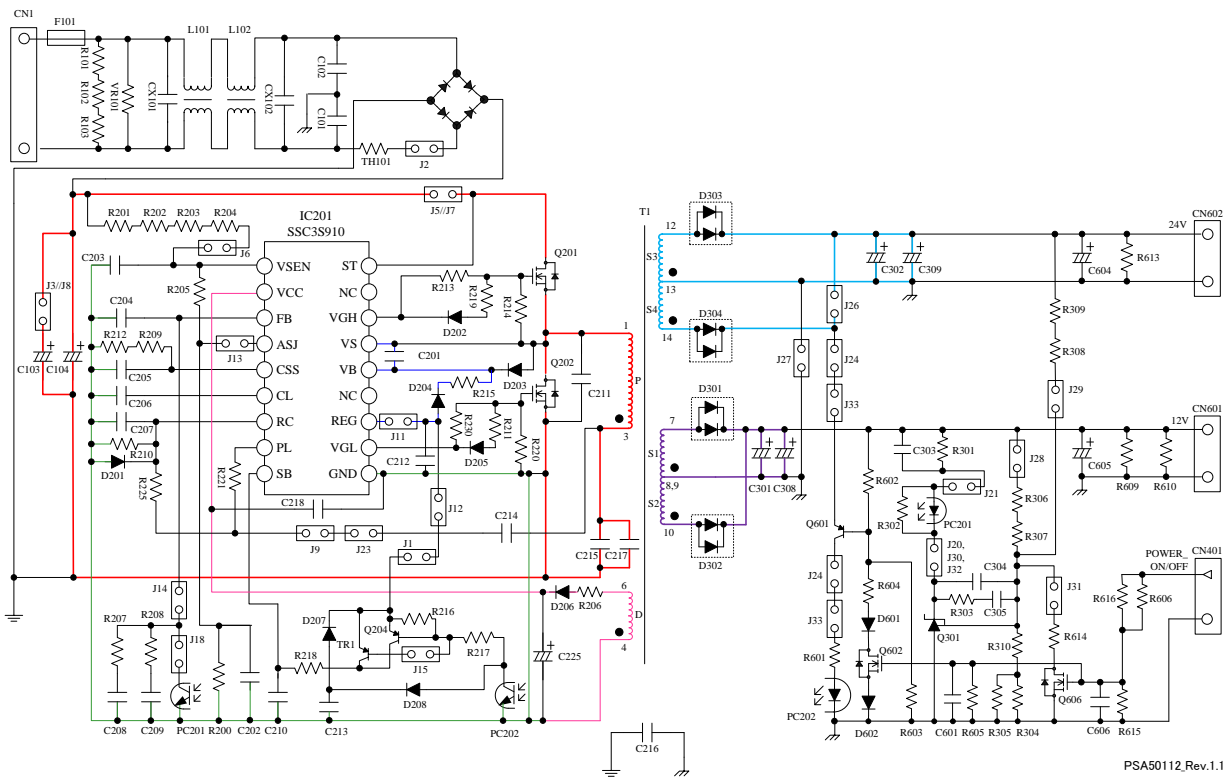 CN1
F101
L101
L102
R101
R102
R103
VR101
CX101
CX102
C102
C101
TH101
J2
J5//J7
R201
R202
R203
R204
J6
IC201
SSC3S910
VSEN
VCC
FB
ASJ
CSS
CL
RC
PL
SB
ST
NC
VGH
VS
VB
NC
REG
VGL
GND
C203
R205
J3//J8
C204
R212
R209
J13
C205
C206
C207
R210
D201
R225
R221
C103
C104
R213
R219
D202
R214
Q201
C201
D204
R215
D203
Q202
C211
J11
R230
D205
R211
R220
C212
J12
C218
J9
J23
C214
J1
C215
C217
T1
1
P
3
6
D
4
D206
R206
C225
J14
R207
R208
J18
C208
C209
PC201
R200
C202
C210
R218
D207
TR1
Q204
R216
J15
R217
D208
C213
PC202
C216
12
S3
13
S4
14
7
S1
8,9
S2
10
D303
D304
D301
D302
J27
J26
J24
J33
C302
C309
C301
C308
R309
R308
J29
C604
R613
24V
CN602
12V
CN601
C605
R609
R610
C303
R301
J28
R306
R307
R602
R302
J21
PC201
J20,
J30,
J32
C304
R303
C305
Q301
R310
Q601
J24
J33
R601
PC202
R604
D601
Q602
D602
R603
C601
R605
R305
R304
J31
R614
Q606
C606
R615
R616
R606
POWER_
ON/OFF
CN401
PSA50112_Rev.1.1